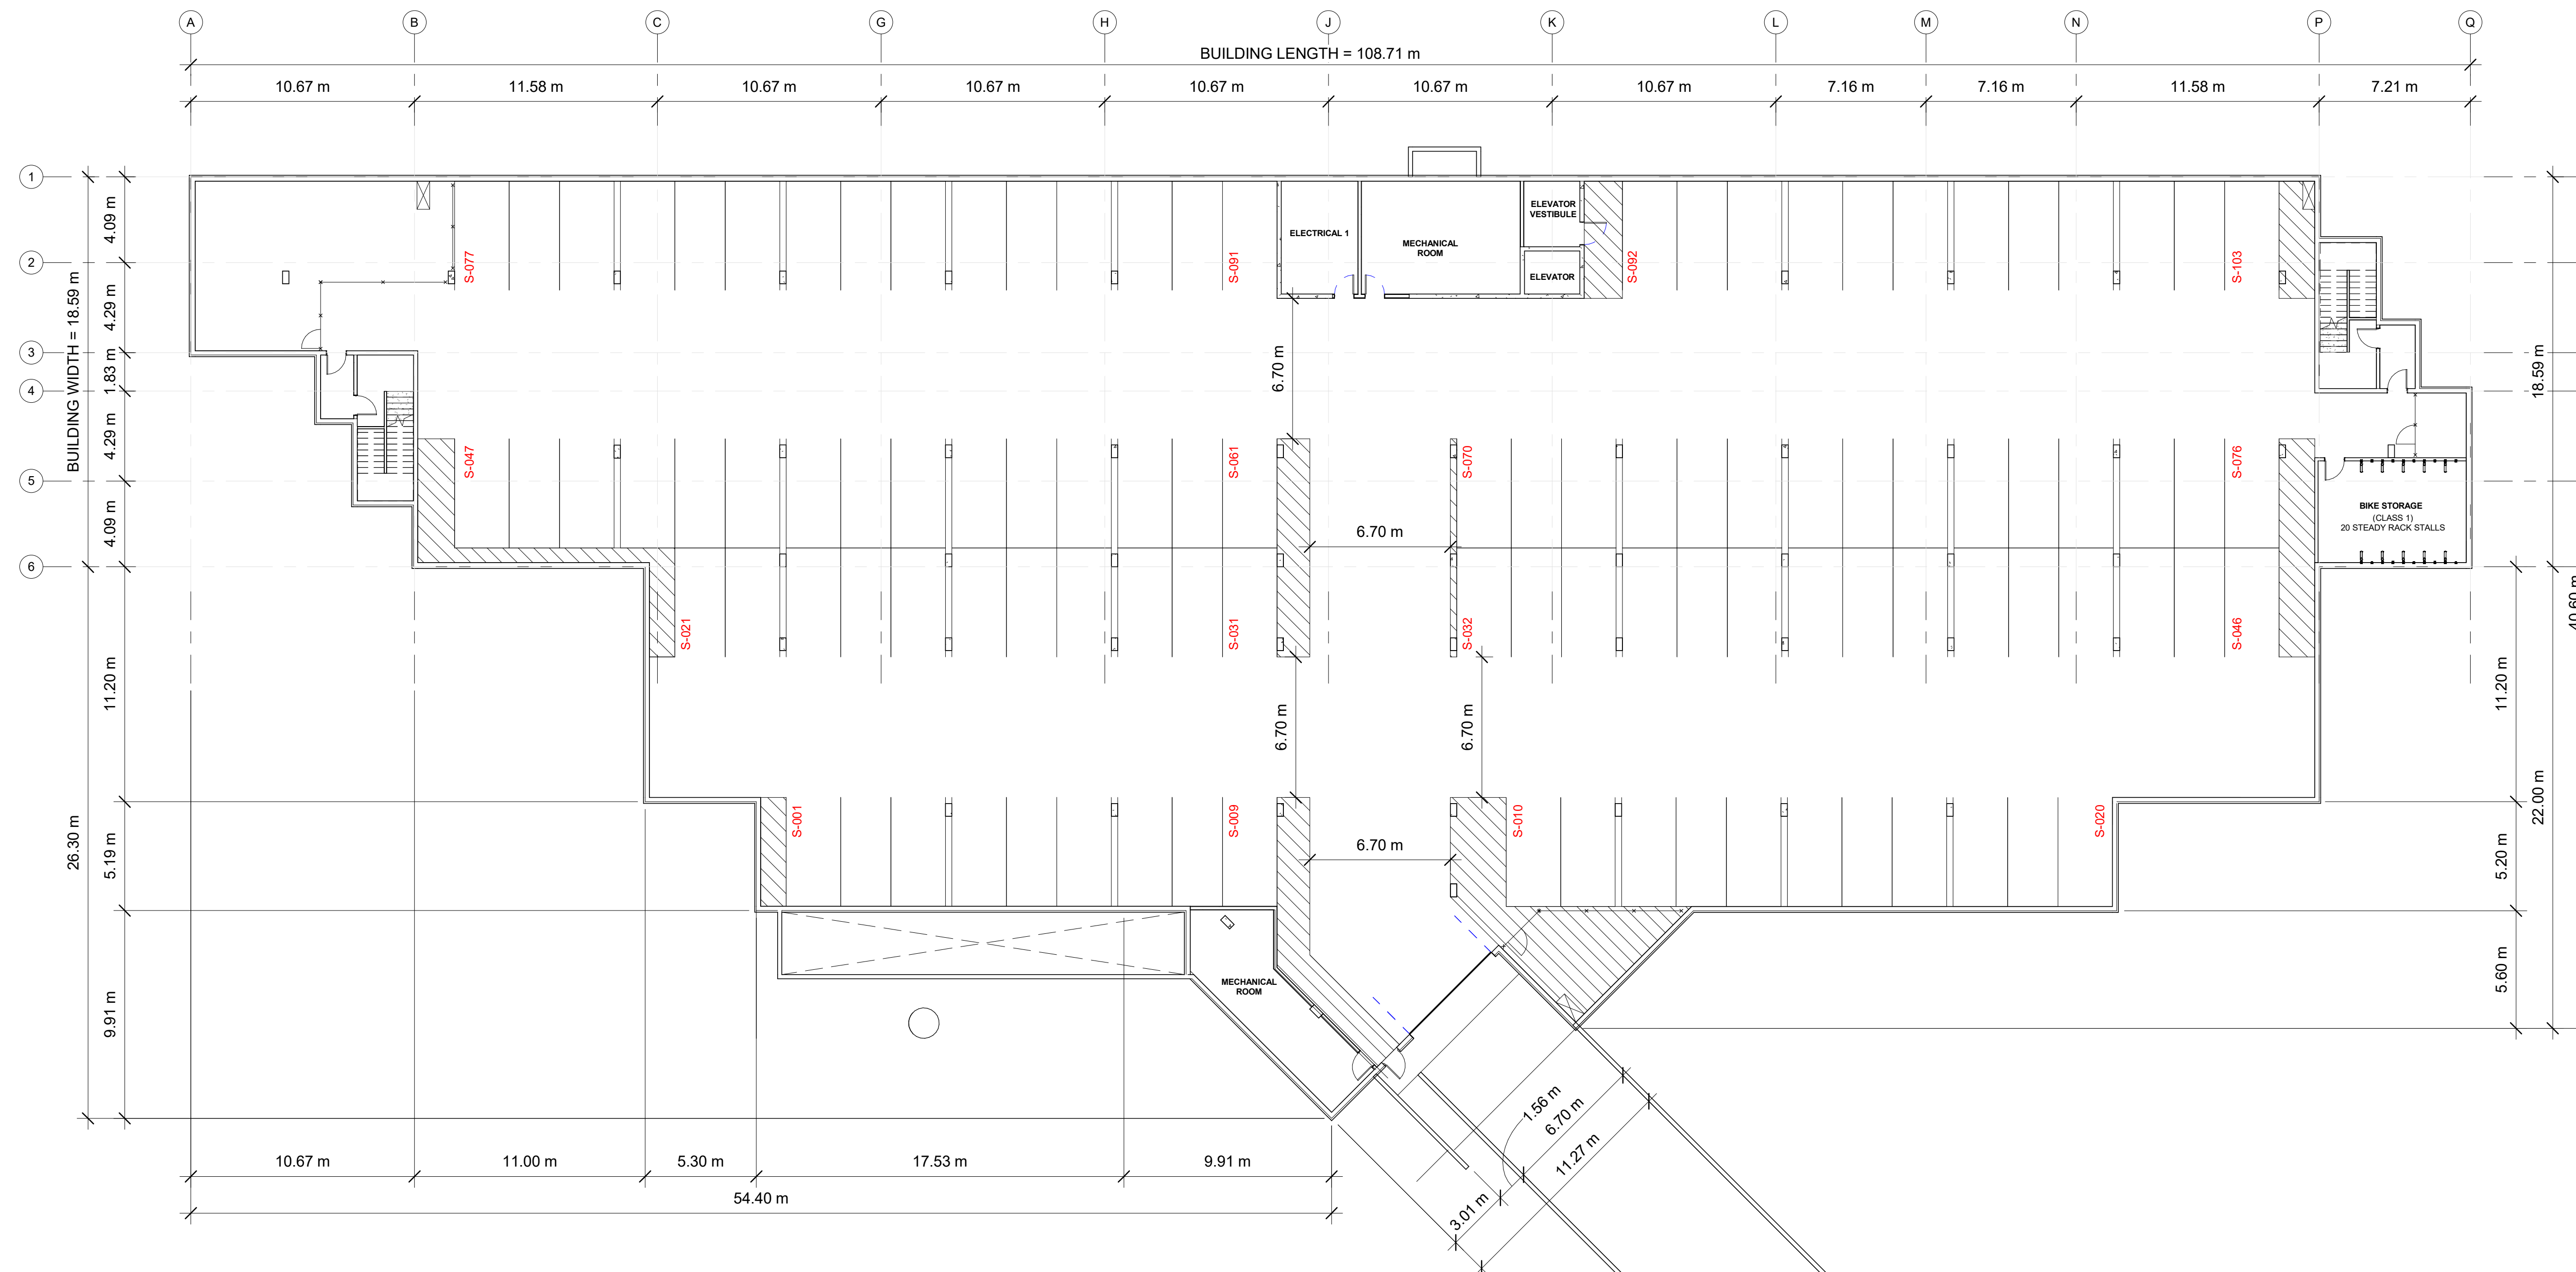 A
B
C
G
H
J
K
L
M
N
P
Q
BUILDING LENGTH = 108.71 m
10.67 m
11.58 m
10.67 m
10.67 m
10.67 m
10.67 m
10.67 m
7.16 m
7.16 m
11.58 m
7.21 m
1
2
3
4
5
6
BUILDING WIDTH = 18.59 m
4.09 m
4.29 m
1.83 m
4.29 m
4.09 m
26.30 m
11.20 m
5.19 m
9.91 m
S-077
S-091
ELECTRICAL 1
MECHANICAL
ROOM
ELEVATOR
VESTIBULE
ELEVATOR
S-092
S-103
6.70 m
S-047
S-061
S-070
S-076
6.70 m
BIKE STORAGE
(CLASS 1)
20 STEADY RACK STALLS
S-021
S-031
S-032
S-046
6.70 m
6.70 m
S-001
S-009
S-010
S-020
6.70 m
MECHANICAL
ROOM
18.59 m
40.60 m
11.20 m
22.00 m
5.20 m
5.60 m
10.67 m
11.00 m
5.30 m
17.53 m
9.91 m
54.40 m
1.56 m
6.70 m
11.27 m
3.01 m